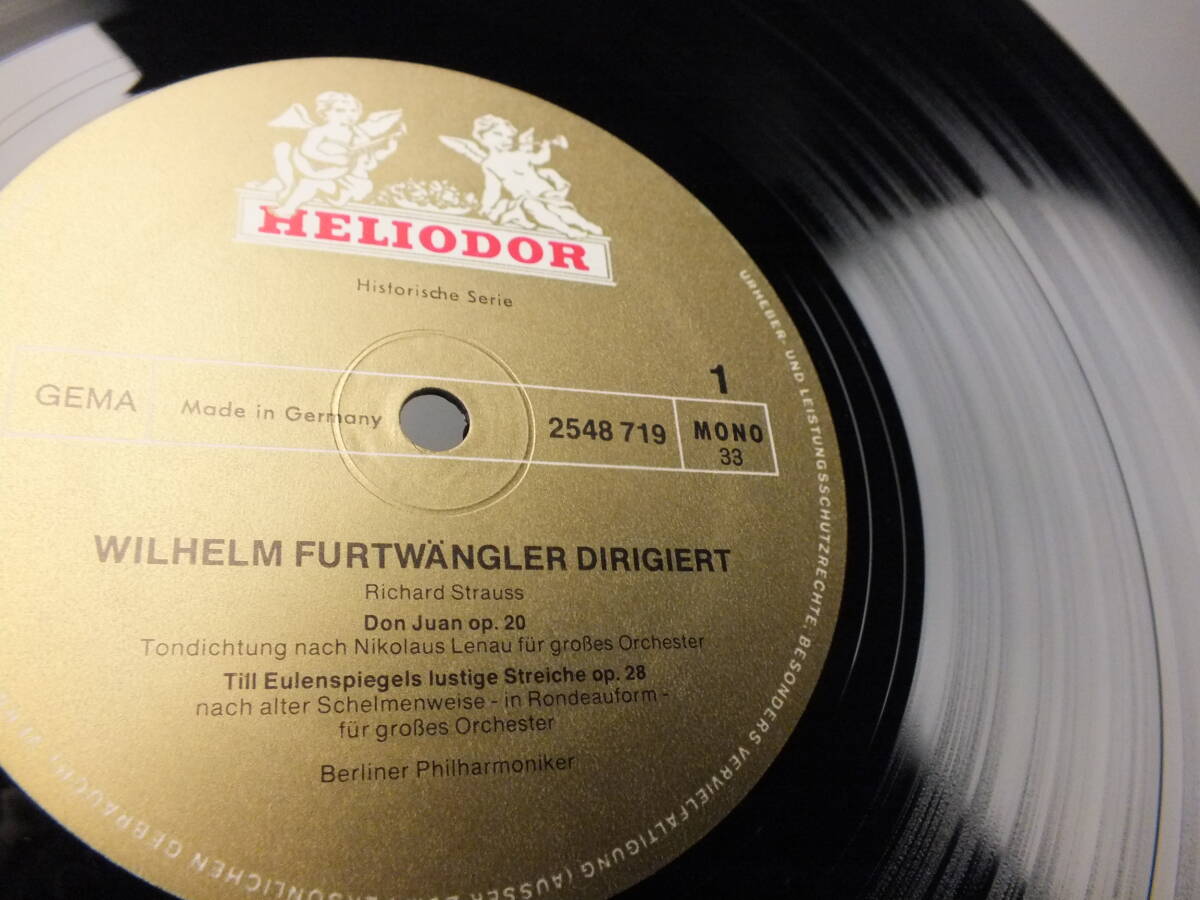 HELIODOR
Historische Serie
1
GEMA
Made in Germany
2548 719
MONO
33
WILHELM FURTWÄNGLER DIRIGIERT
Richard Strauss
Don Juan op. 20
Tondichtung nach Nikolaus Lenau für großes Orchester
Till Eulenspiegels lustige Streiche op. 28
nach alter Schelmenweise - in Rondeauform -
für großes Orchester
Berliner Philharmoniker
URHEBER- UND LEISTUNGSSCHUTZRECHTE: BESONDERS VERVIELFÄLTIGUNG (AUSSER